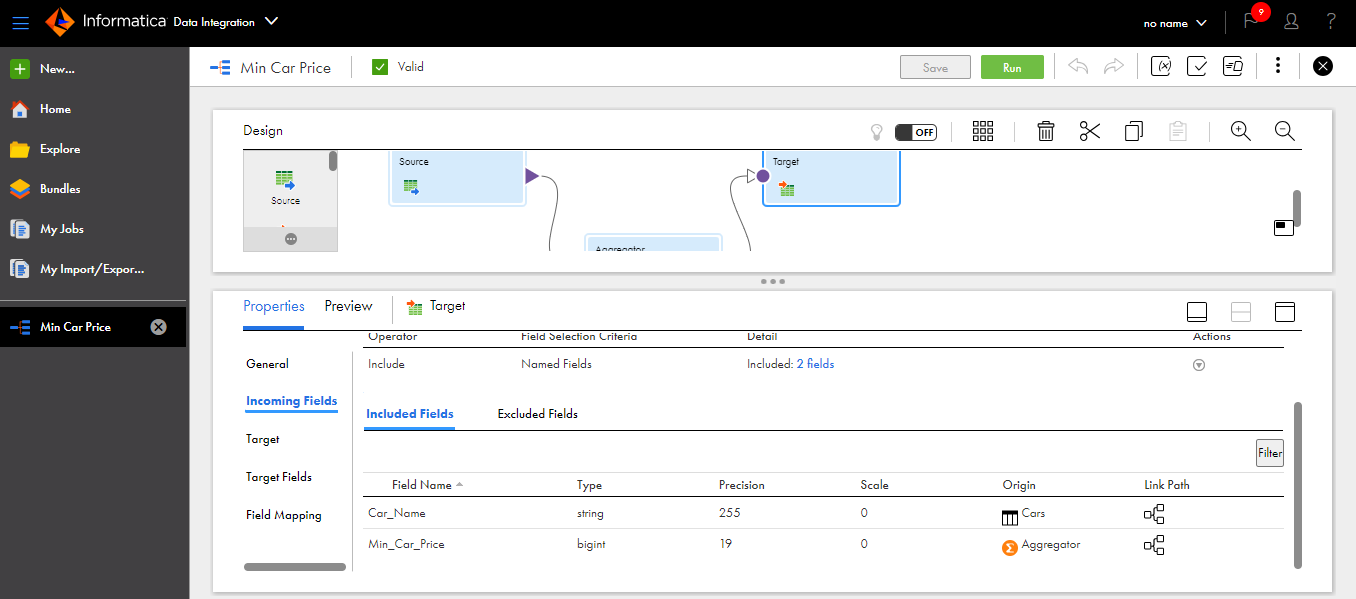 Informatica Data Integration
no name
9
?
New...
Home
Explore
Bundles
My Jobs
My Import/Expor...
Min Car Price
Min Car Price
Valid
Save
Run
Design
OFF
Source
Source
Target
Aggregator
Properties
Preview
Target
General
Incoming Fields
Target
Target Fields
Field Mapping
Operator Field Selection Criteria Detail Actions
Include Named Fields Included: 2 fields
Included Fields Excluded Fields
Filter
Field Name Type Precision Scale Origin Link Path
Car_Name string 255 0 Cars
Min_Car_Price bigint 19 0 Aggregator